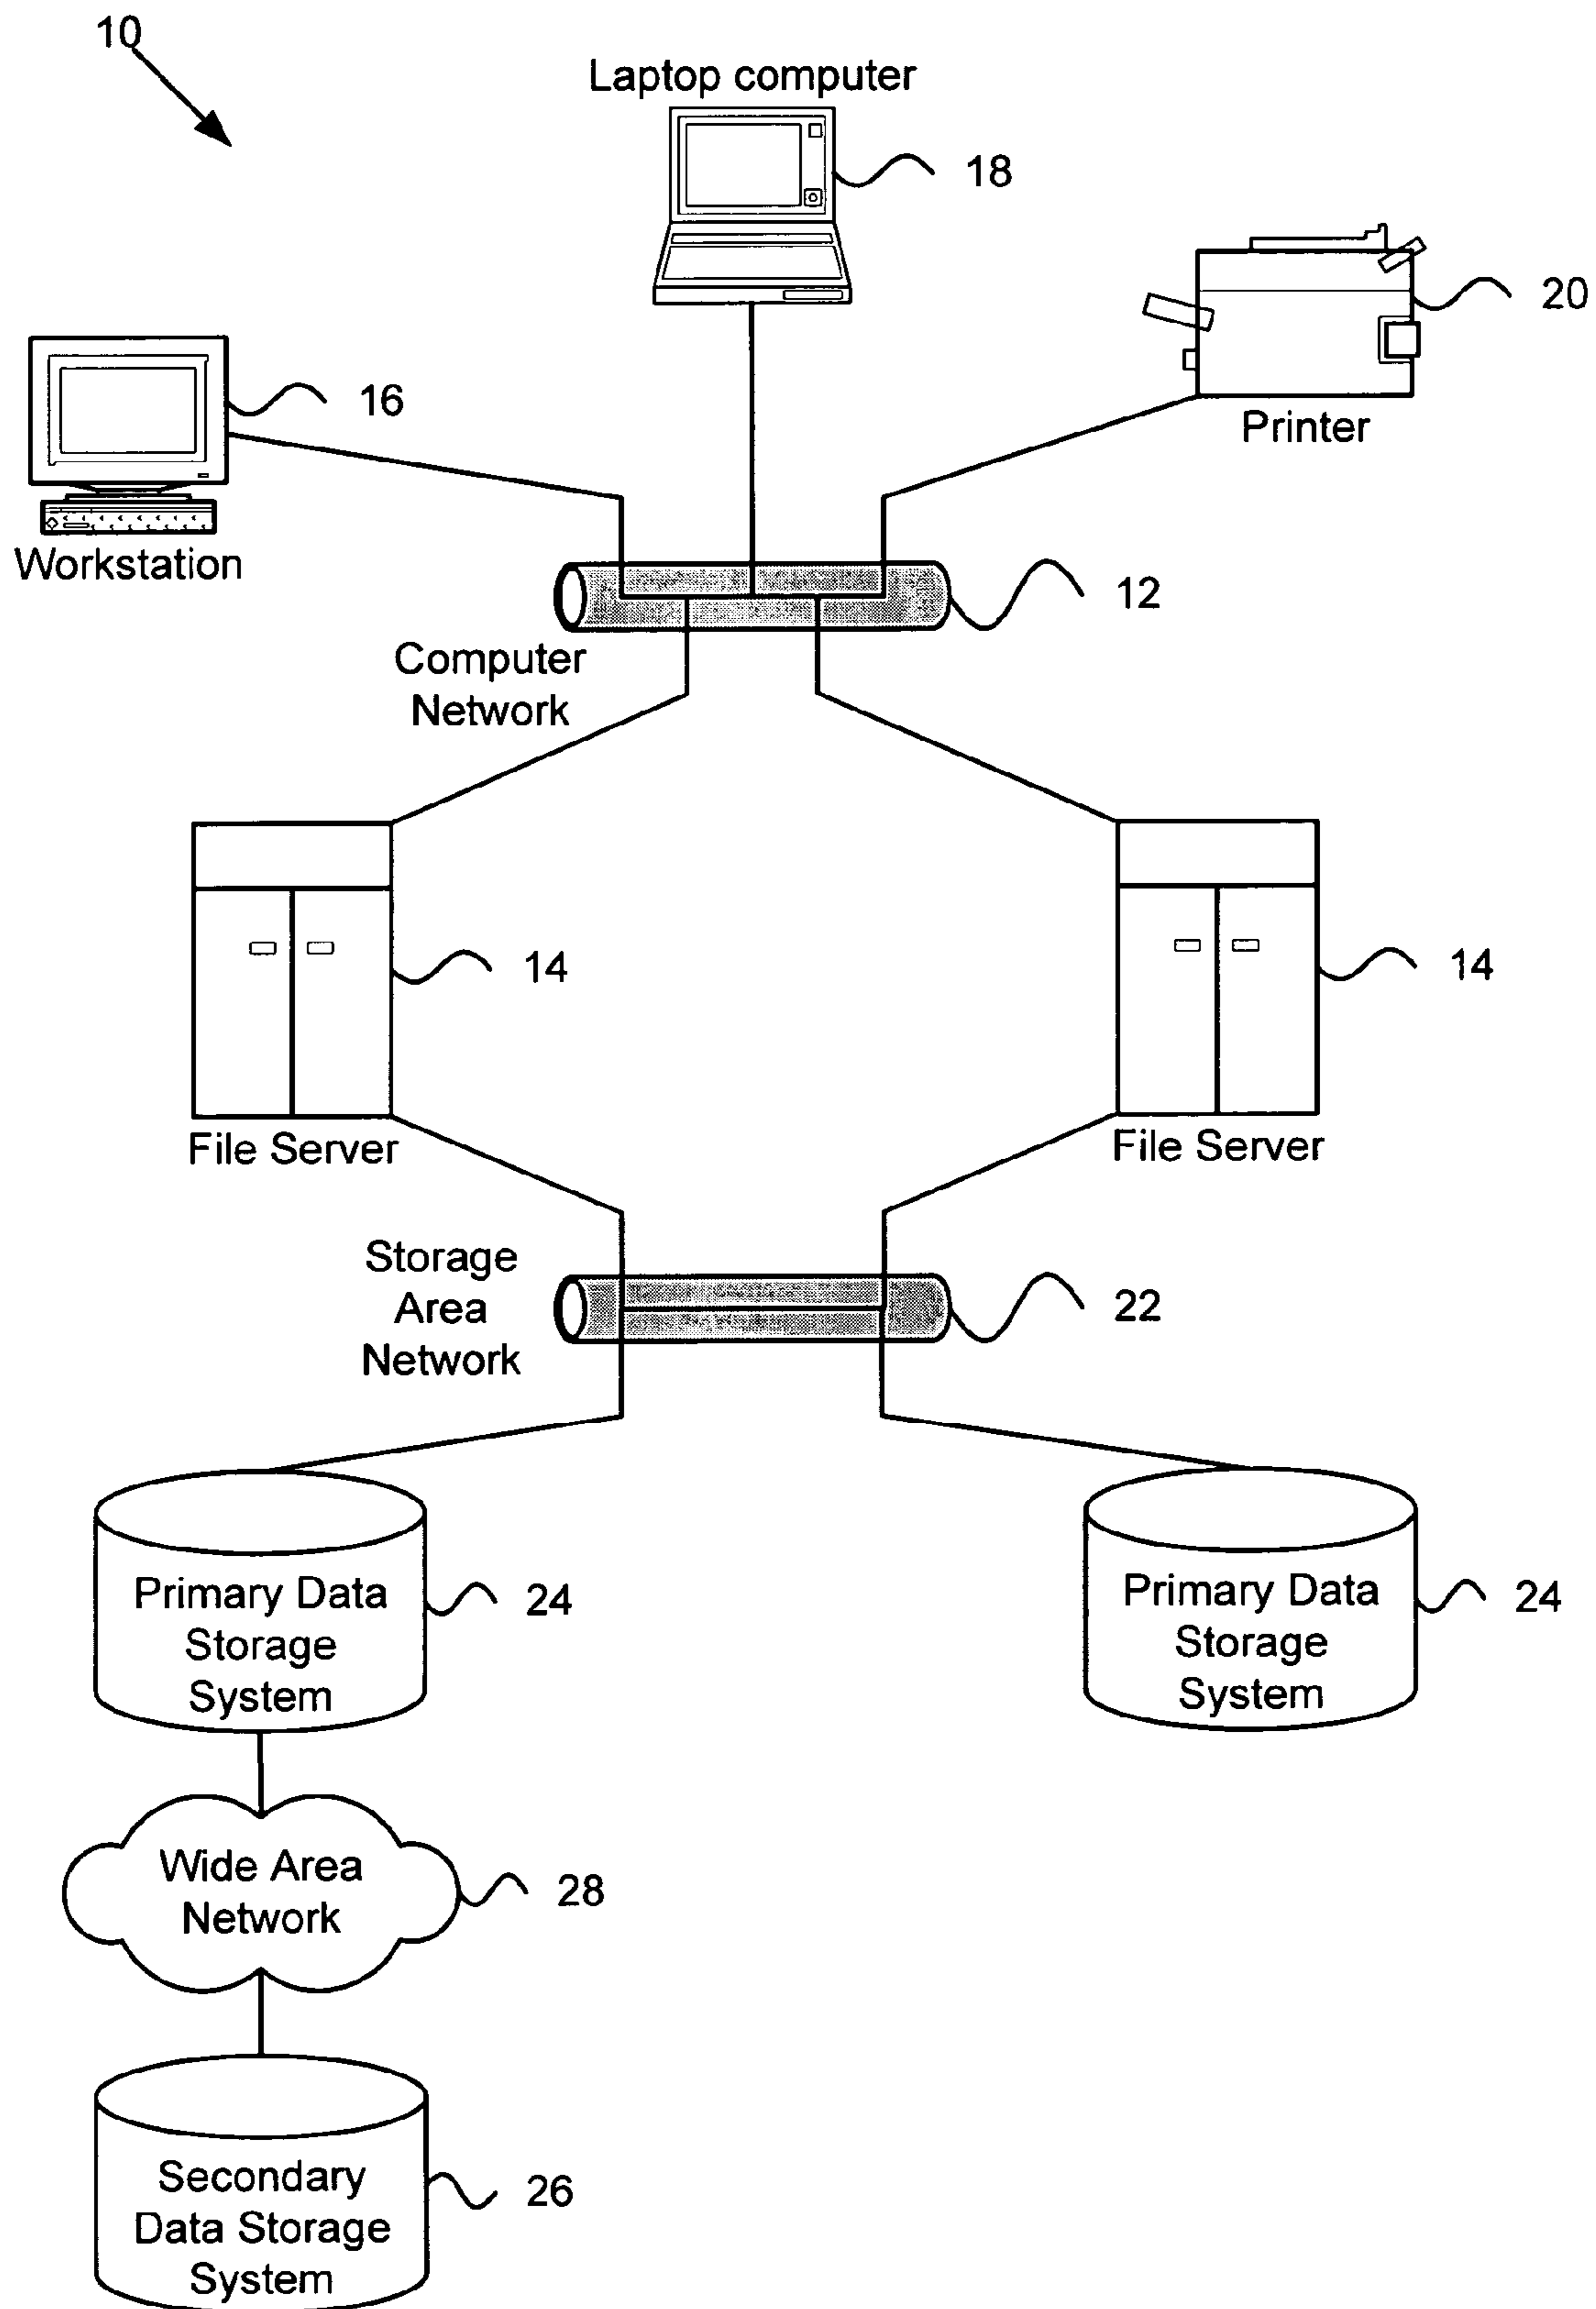 10
Laptop computer
18
20
16
Printer
Workstation
12
Computer
Network
14
14
File Server
File Server
Storage
Area
Network
22
Primary Data
Storage
System
24
Primary Data
Storage
System
24
Wide Area
Network
28
Secondary
Data Storage
System
26